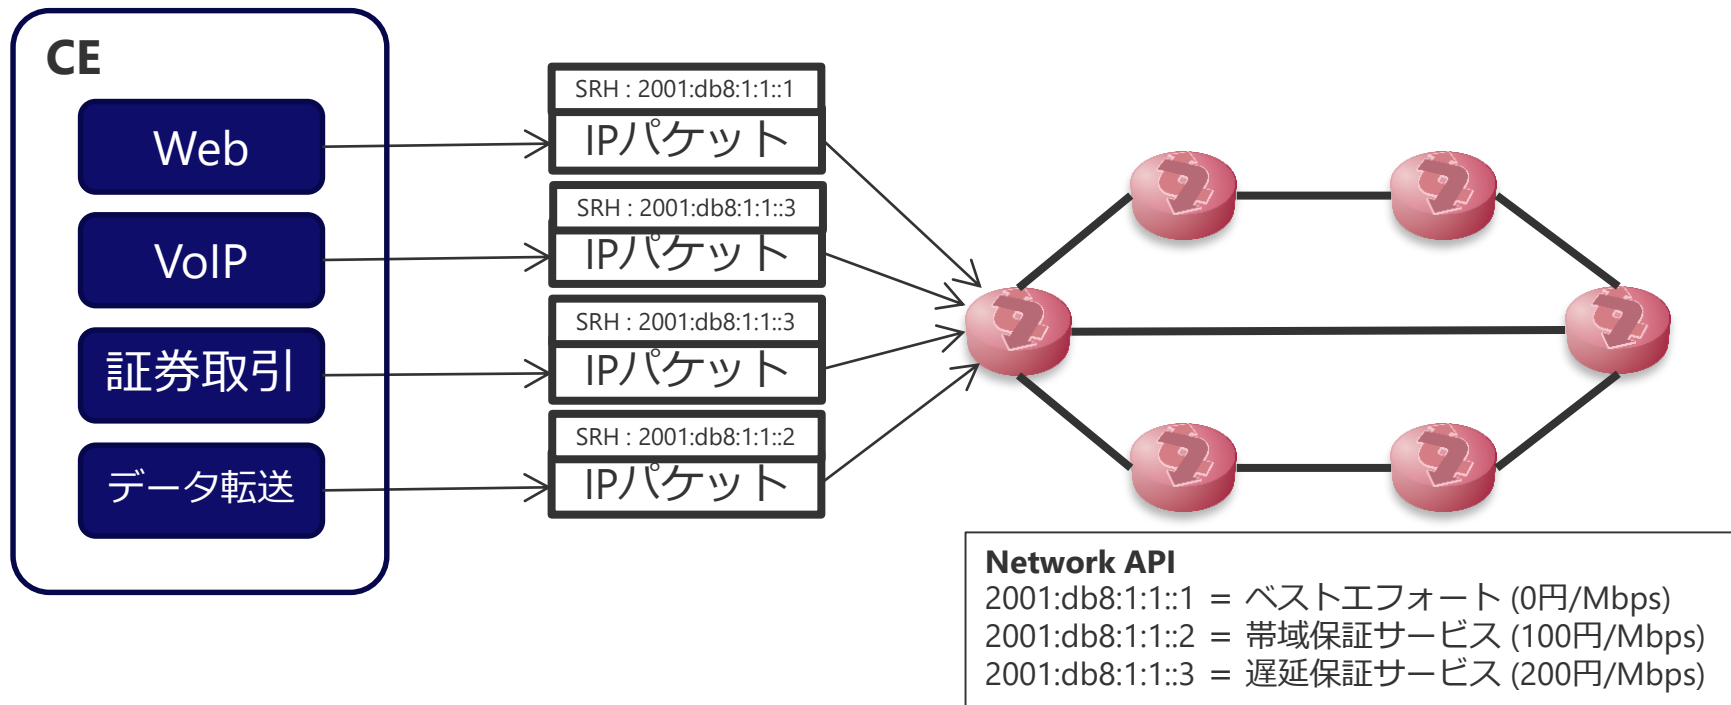 CE
Web
VoIP
証券取引
データ転送
SRH : 2001:db8:1:1::1
IPパケット
SRH : 2001:db8:1:1::3
IPパケット
SRH : 2001:db8:1:1::3
IPパケット
SRH : 2001:db8:1:1::2
IPパケット
Network API
2001:db8:1:1::1 = ベストエフォート (0円/Mbps)
2001:db8:1:1::2 = 帯域保証サービス (100円/Mbps)
2001:db8:1:1::3 = 遅延保証サービス (200円/Mbps)